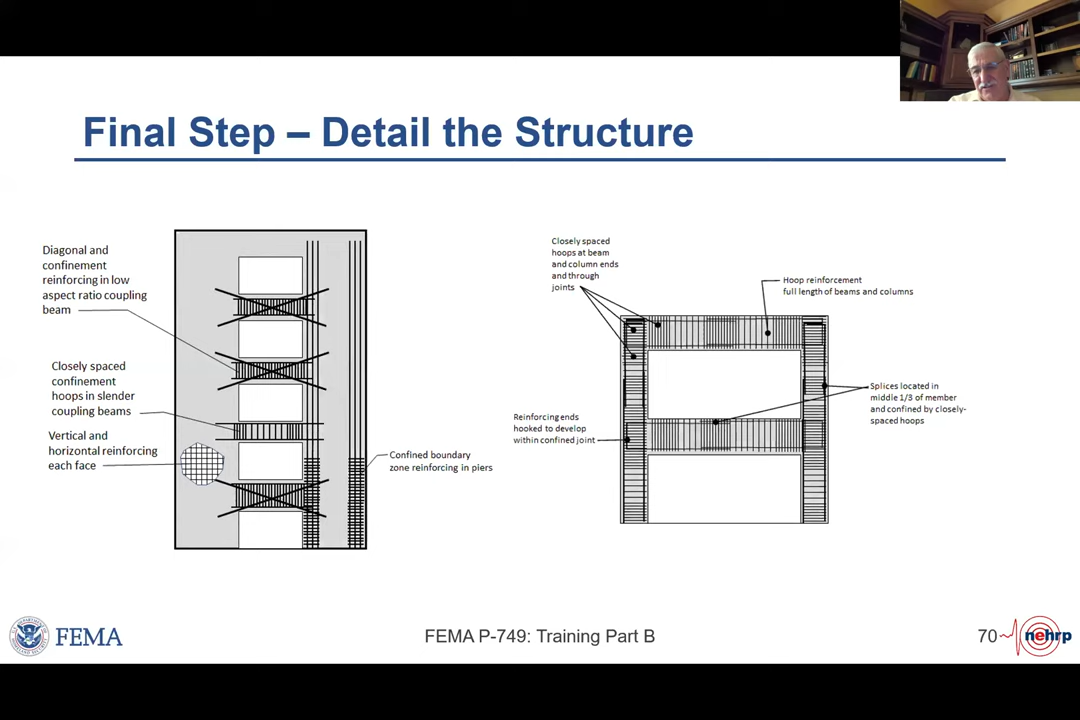 Final Step – Detail the Structure
Diagonal and
confinement
reinforcing in low
aspect ratio coupling
beam
Closely spaced
confinement
hoops in slender
coupling beams
Vertical and
horizontal reinforcing
each face
Confined boundary
zone reinforcing in piers
Closely spaced
hoops at beam
and column ends
and through
joints
Hoop reinforcement
full length of beams and columns
Splices located in
middle 1/3 of member
and confined by closely-
spaced hoops
Reinforcing ends
hooked to develop
within confined joint
FEMA
FEMA P-749: Training Part B
70
nehrp